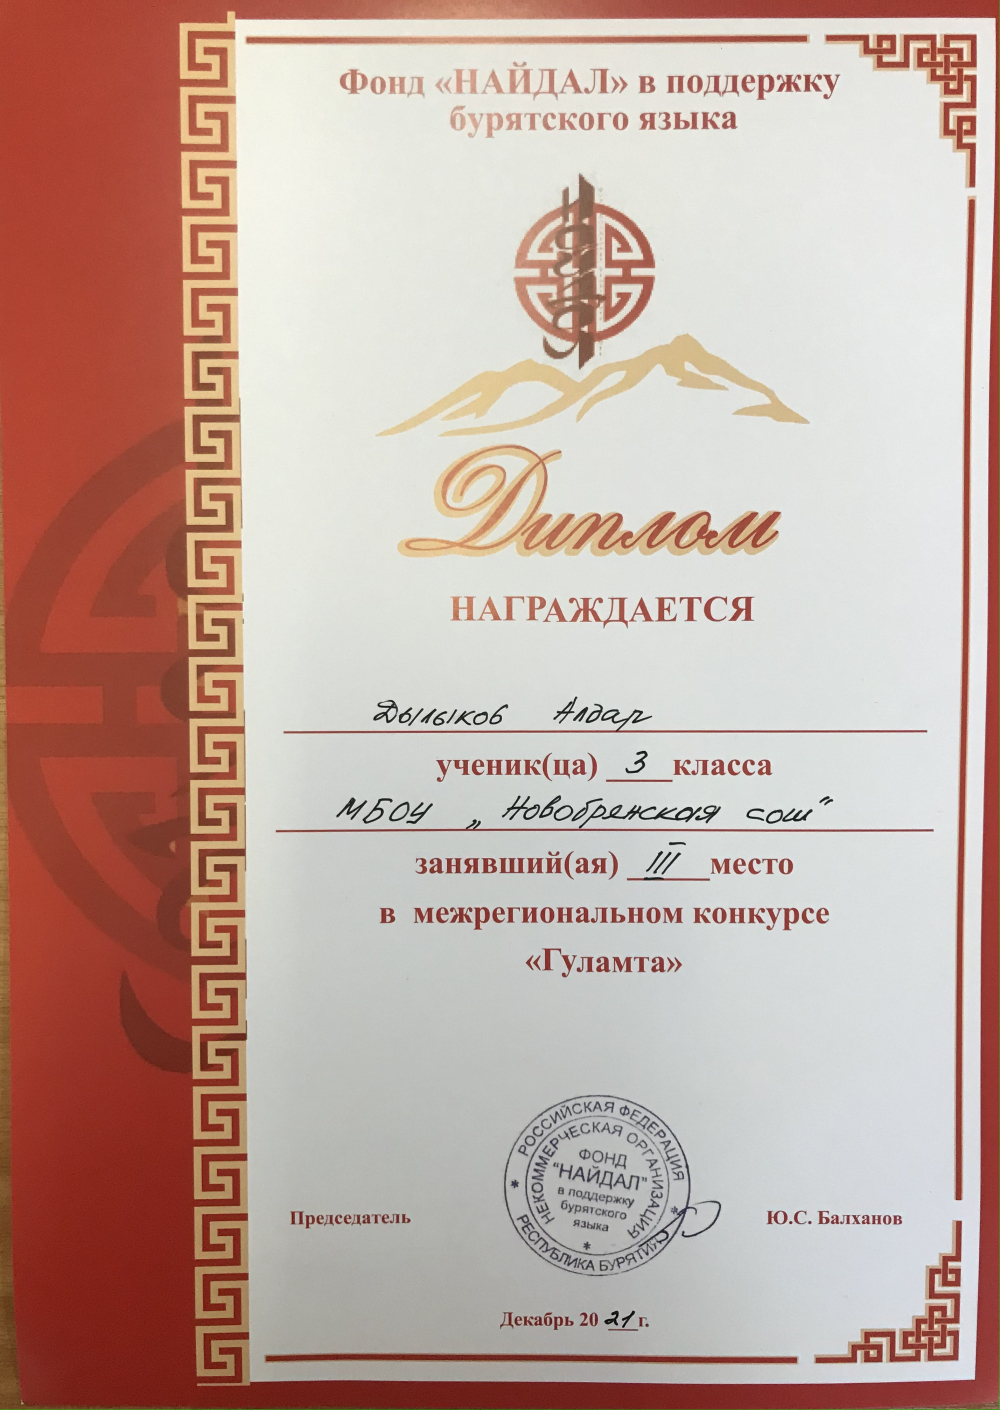 Фонд «НАЙДАЛ» в поддержку
бурятского языка
Диплом
НАГРАЖДАЕТСЯ
Дылыков Алдар
ученик(ца) 3 класса
МБОУ „Новобрянская сош"
занявший(ая) III место
в межрегиональном конкурсе
«Гуламта»
РОССИЙСКАЯ ФЕДЕРАЦИЯ
НЕКОММЕРЧЕСКАЯ ОРГАНИЗАЦИЯ
ФОНД
"НАЙДАЛ"
в поддержку
бурятского
языка
РЕСПУБЛИКА БУРЯТИЯ
Председатель
Ю.С. Балханов
Декабрь 2021г.